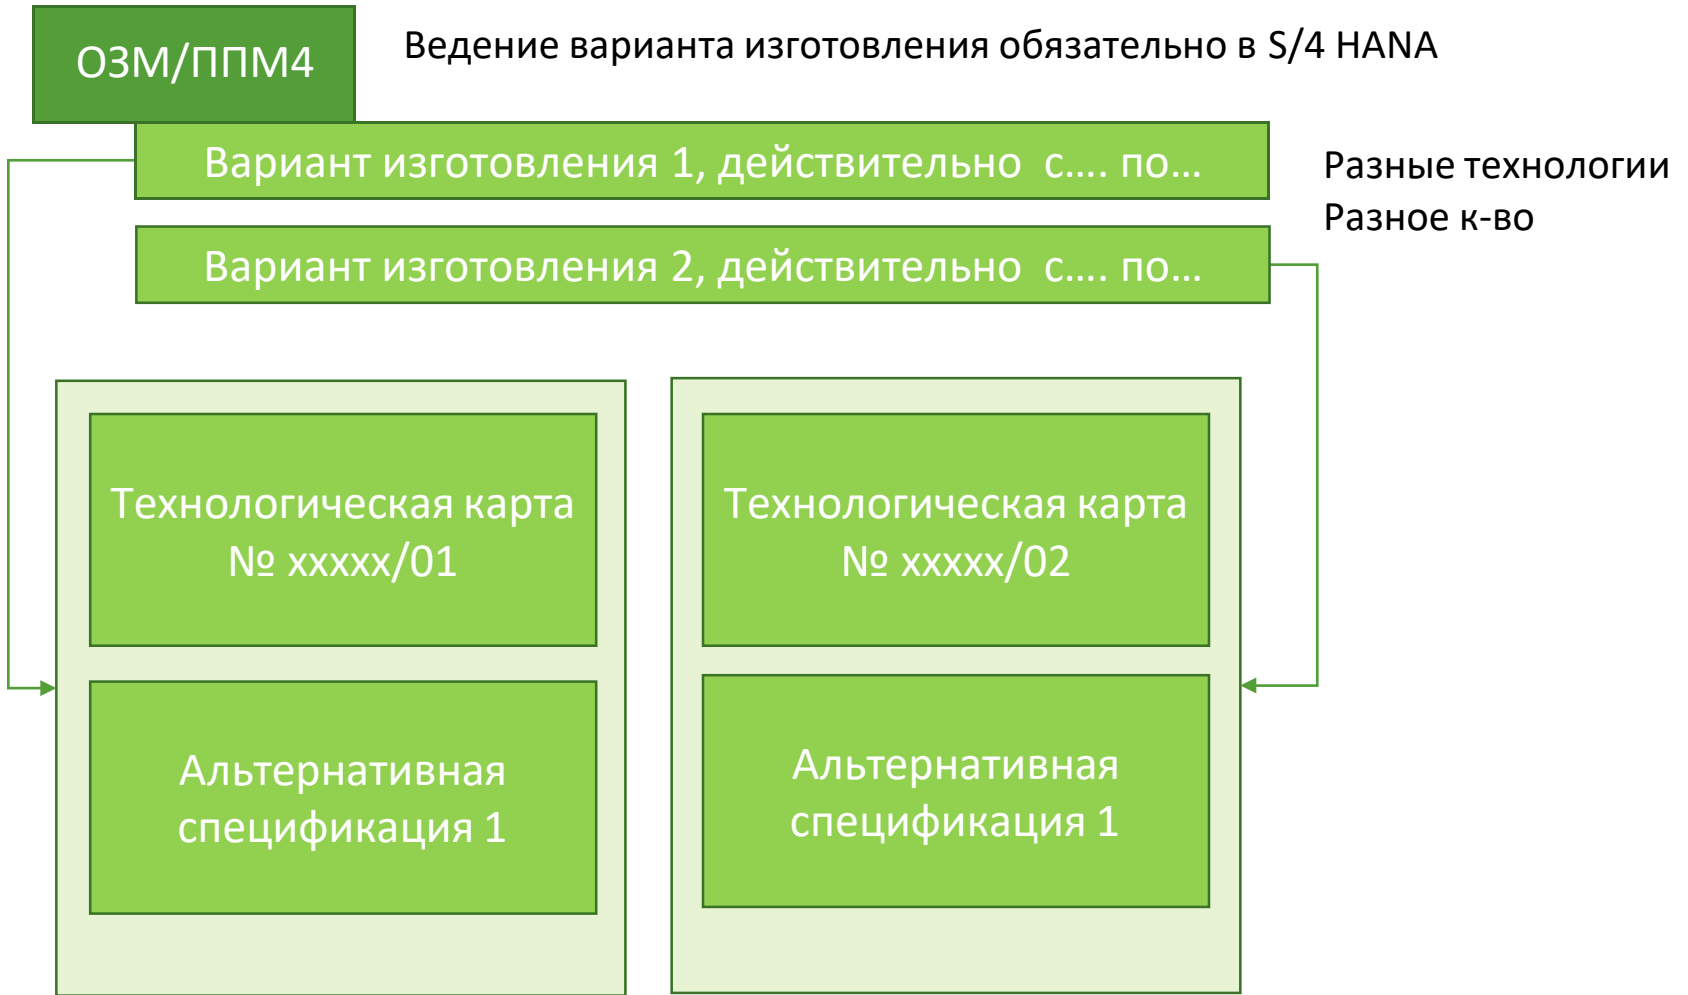 ОЗМ/ППМ4
Ведение варианта изготовления обязательно в S/4 HANA
Вариант изготовления 1, действительно с…. по…
Вариант изготовления 2, действительно с…. по…
Разные технологии
Разное к-во
Технологическая карта
№ xxxxx/01
Альтернативная
спецификация 1
Технологическая карта
№ xxxxx/02
Альтернативная
спецификация 1